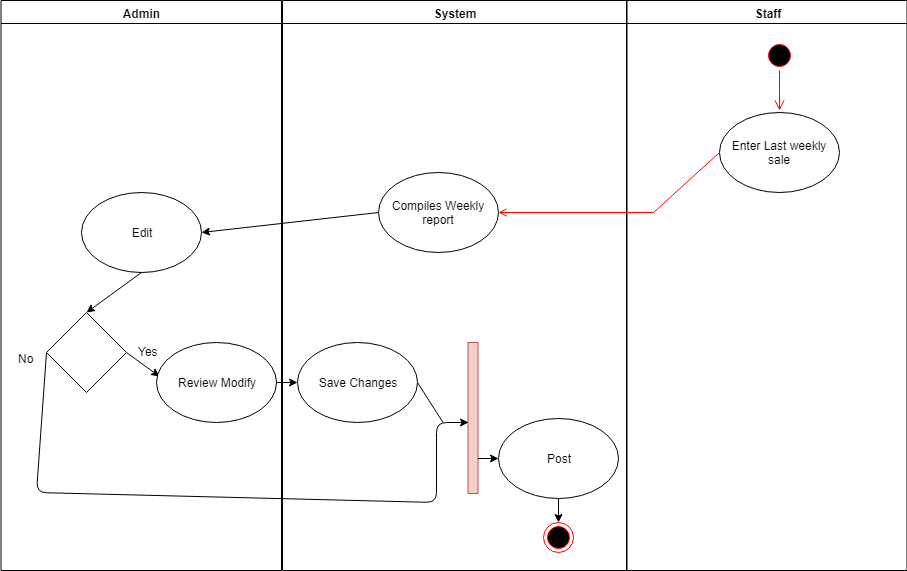 Admin
System
Staff
Enter Last weekly
sale
Compiles Weekly
report
Edit
No
Yes
Review Modify
Save Changes
Post